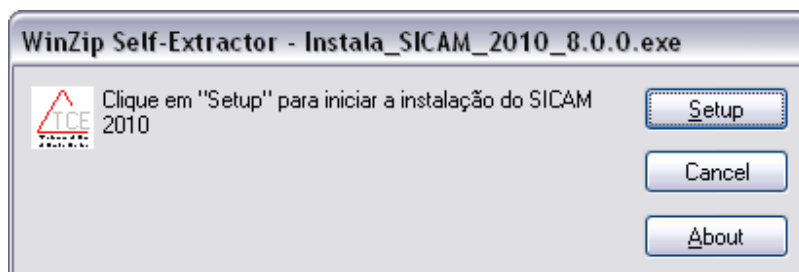 WinZip Self-Extractor - Instala_SICAM_2010_8.0.0.exe
Clique em "Setup" para iniciar a instalação do SICAM
2010
TCE
Setup
Cancel
About